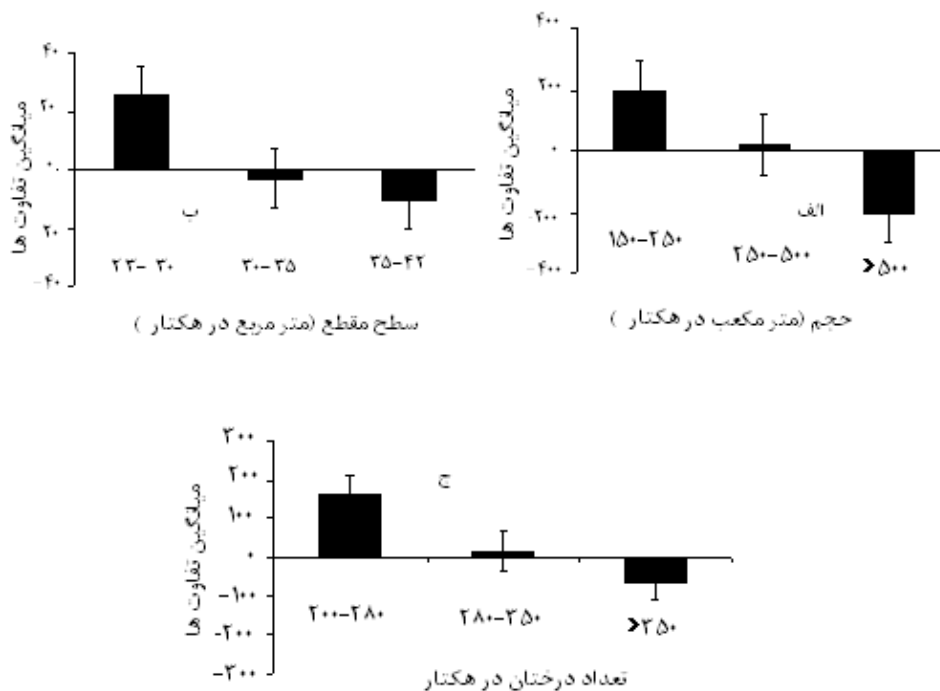 میانگین تفاوت ها
۴۰۰
۲۰۰
۰
-۲۰۰
-۴۰۰
الف
۱۵۰-۲۵۰
۲۵۰-۵۰۰
>۵۰۰
حجم (متر مکعب در هکتار )
میانگین تفاوت ها
۴۰
۲۰
۰
۲۰
-۴۰
ب
۲۳-۳۰
۳۰-۳۵
۳۵-۴۲
سطح مقطع (متر مربع در هکتار )
میانگین تفاوت ها
۳۰۰
۲۰۰
۱۰۰
۰
-۱۰۰
-۲۰۰
-۳۰۰
ج
۲۰۰-۲۸۰
۲۸۰-۳۵۰
>۳۵۰
تعداد درختان در هکتار